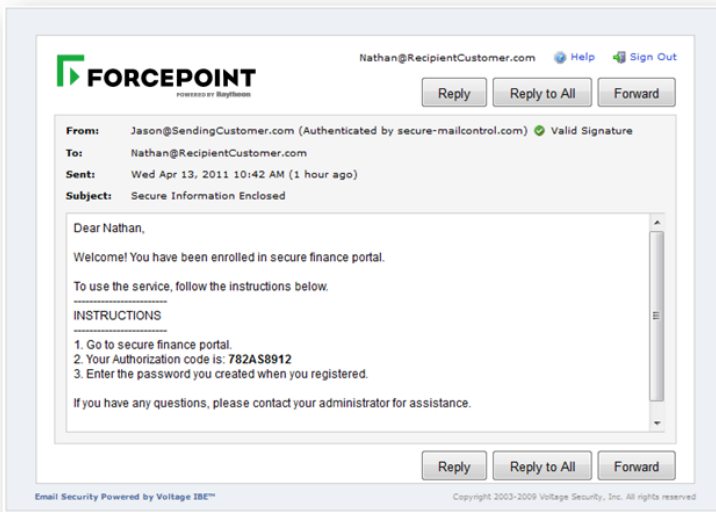 Nathan@RecipientCustomer.com Help Sign Out
FORCEPOINT
POWERED BY Raytheon
Reply Reply to All Forward
From: Jason@SendingCustomer.com (Authenticated by secure-mailcontrol.com) Valid Signature
To: Nathan@RecipientCustomer.com
Sent: Wed Apr 13, 2011 10:42 AM (1 hour ago)
Subject: Secure Information Enclosed
Dear Nathan,
Welcome! You have been enrolled in secure finance portal.
To use the service, follow the instructions below.
------------------------
INSTRUCTIONS
------------------------
1. Go to secure finance portal.
2. Your Authorization code is: 782AS8912
3. Enter the password you created when you registered.
If you have any questions, please contact your administrator for assistance.
Reply Reply to All Forward
Email Security Powered by Voltage IBE™ Copyright 2003-2009 Voltage Security, Inc. All rights reserved